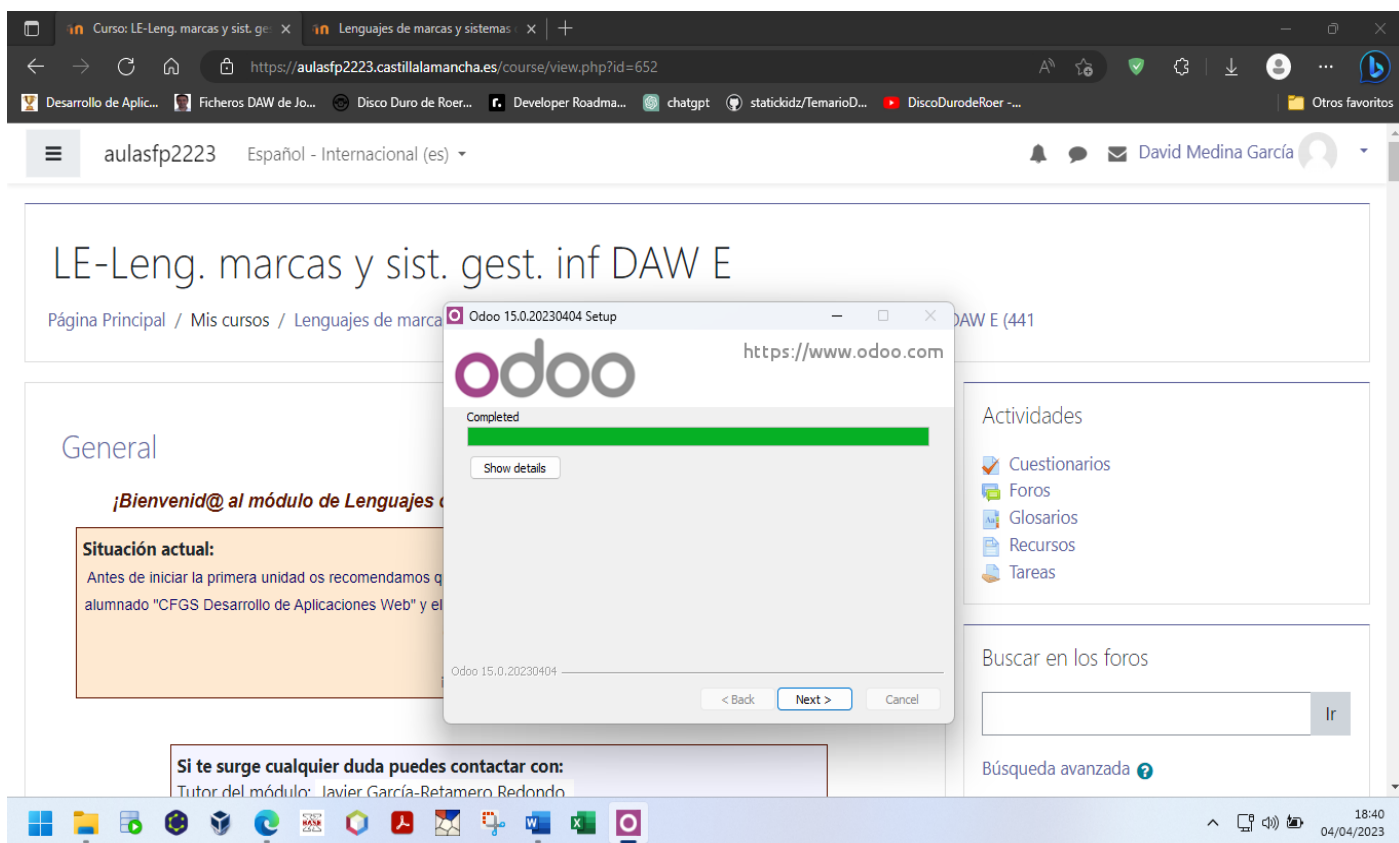 Curso: LE-Leng. marcas y sist. ge
Lenguajes de marcas y sistemas
https://aulasfp2223.castillalamancha.es/course/view.php?id=652
Desarrollo de Aplic...
Ficheros DAW de Jo...
Disco Duro de Roer...
Developer Roadma...
chatgpt
statickidz/TemarioD...
DiscoDurodeRoer -...
Otros favoritos
aulasfp2223
Español - Internacional (es)
David Medina García
LE-Leng. marcas y sist. gest. inf DAW E
Página Principal / Mis cursos / Lenguajes de marca
DAW E (441
Odoo 15.0.20230404 Setup
odoo
https://www.odoo.com
Completed
Show details
Odoo 15.0.20230404
< Back
Next >
Cancel
General
¡Bienvenid@ al módulo de Lenguajes
Situación actual:
Antes de iniciar la primera unidad os recomendamos q
alumnado "CFGS Desarrollo de Aplicaciones Web" y el
Si te surge cualquier duda puedes contactar con:
Tutor del módulo: Javier García-Retamero Redondo
Actividades
Cuestionarios
Foros
Glosarios
Recursos
Tareas
Buscar en los foros
Ir
Búsqueda avanzada
18:40
04/04/2023